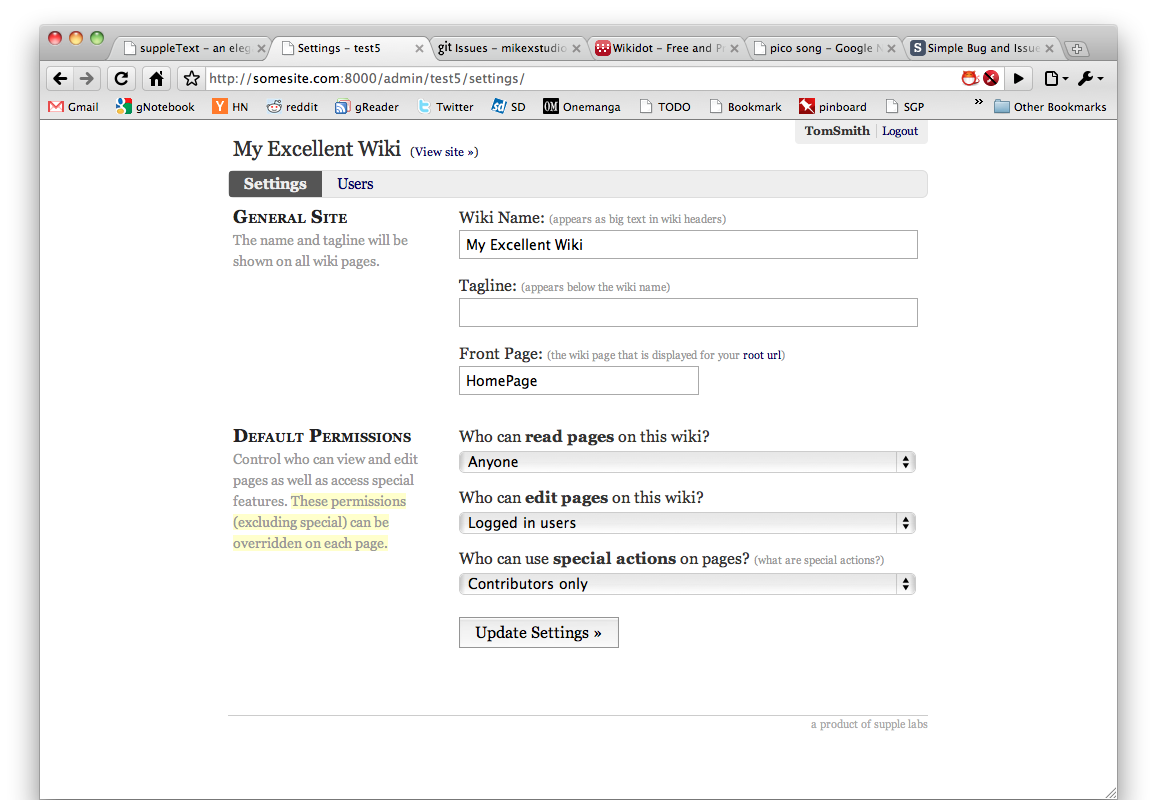 suppleText – an eleg
Settings – test5
git Issues – mikexstudio
Wikidot – Free and P
pico song – Google
Simple Bug and Issue
http://somesite.com:8000/admin/test5/settings/
Gmail
gNotebook
HN
reddit
gReader
Twitter
SD
Onemanga
TODO
Bookmark
pinboard
SGP
»
Other Bookmarks
TomSmith Logout
My Excellent Wiki (View site »)
Settings Users
General Site
The name and tagline will be
shown on all wiki pages.
Wiki Name: (appears as big text in wiki headers)
My Excellent Wiki
Tagline: (appears below the wiki name)
Front Page: (the wiki page that is displayed for your root url)
HomePage
Default Permissions
Control who can view and edit
pages as well as access special
features. These permissions
(excluding special) can be
overridden on each page.
Who can read pages on this wiki?
Anyone
Who can edit pages on this wiki?
Logged in users
Who can use special actions on pages? (what are special actions?)
Contributors only
Update Settings »
a product of supple labs